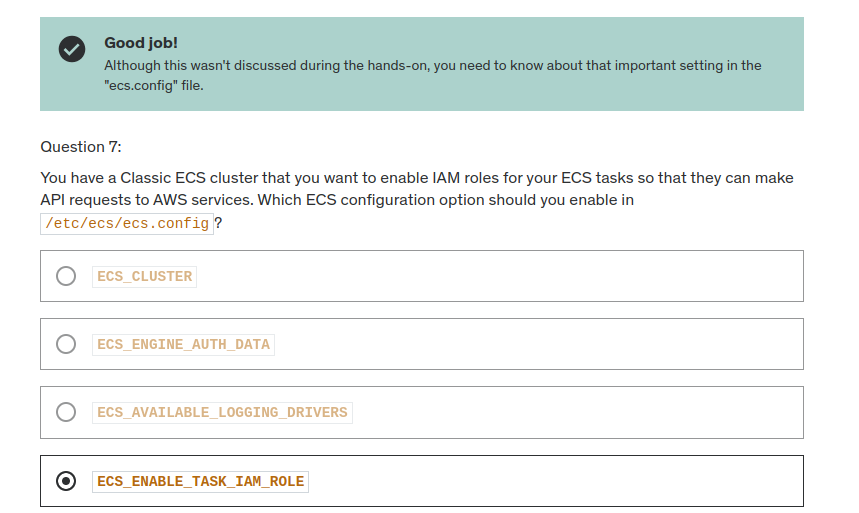 Good job!
Although this wasn't discussed during the hands-on, you need to know about that important setting in the
"ecs.config" file.
Question 7:
You have a Classic ECS cluster that you want to enable IAM roles for your ECS tasks so that they can make
API requests to AWS services. Which ECS configuration option should you enable in
/etc/ecs/ecs.config?
ECS_CLUSTER
ECS_ENGINE_AUTH_DATA
ECS_AVAILABLE_LOGGING_DRIVERS
ECS_ENABLE_TASK_IAM_ROLE